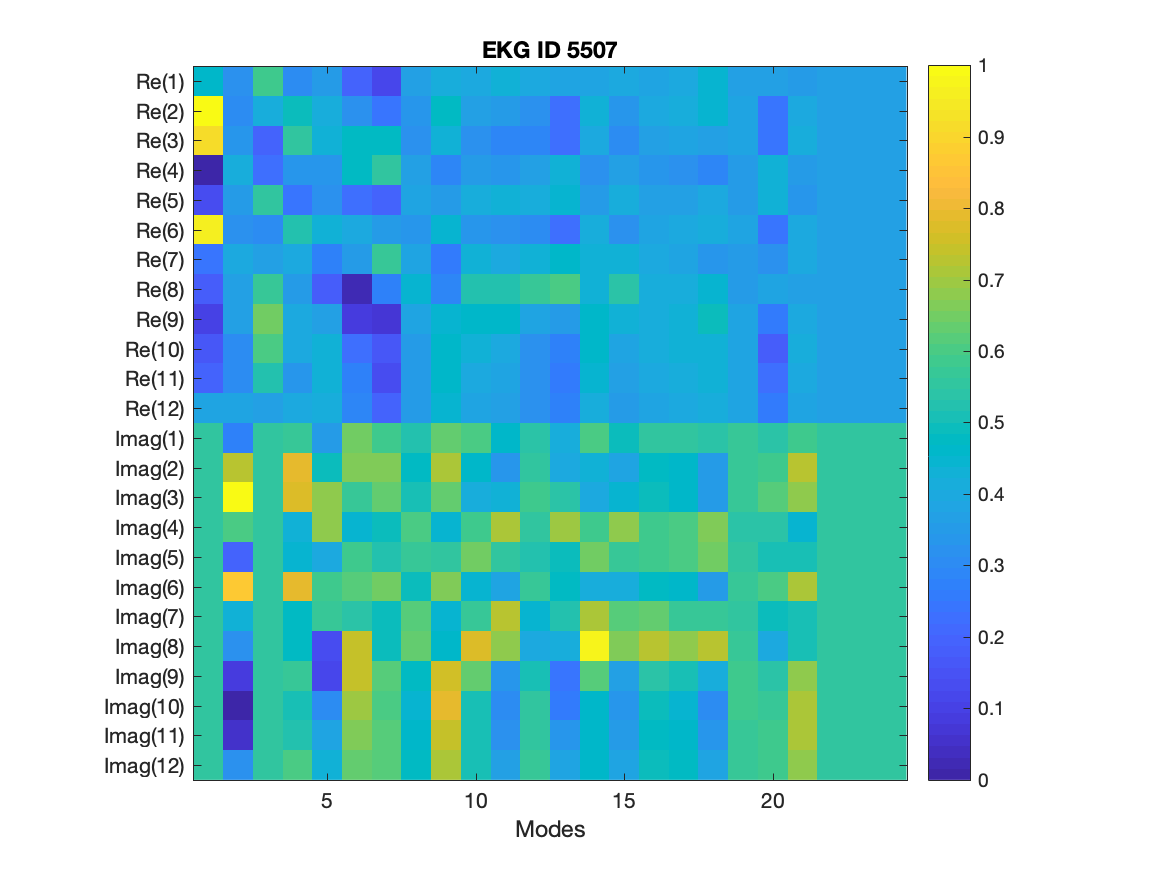 EKG ID 5507
Re(1)
Re(2)
Re(3)
Re(4)
Re(5)
Re(6)
Re(7)
Re(8)
Re(9)
Re(10)
Re(11)
Re(12)
Imag(1)
Imag(2)
Imag(3)
Imag(4)
Imag(5)
Imag(6)
Imag(7)
Imag(8)
Imag(9)
Imag(10)
Imag(11)
Imag(12)
5 10 15 20
Modes
1
0.9
0.8
0.7
0.6
0.5
0.4
0.3
0.2
0.1
0